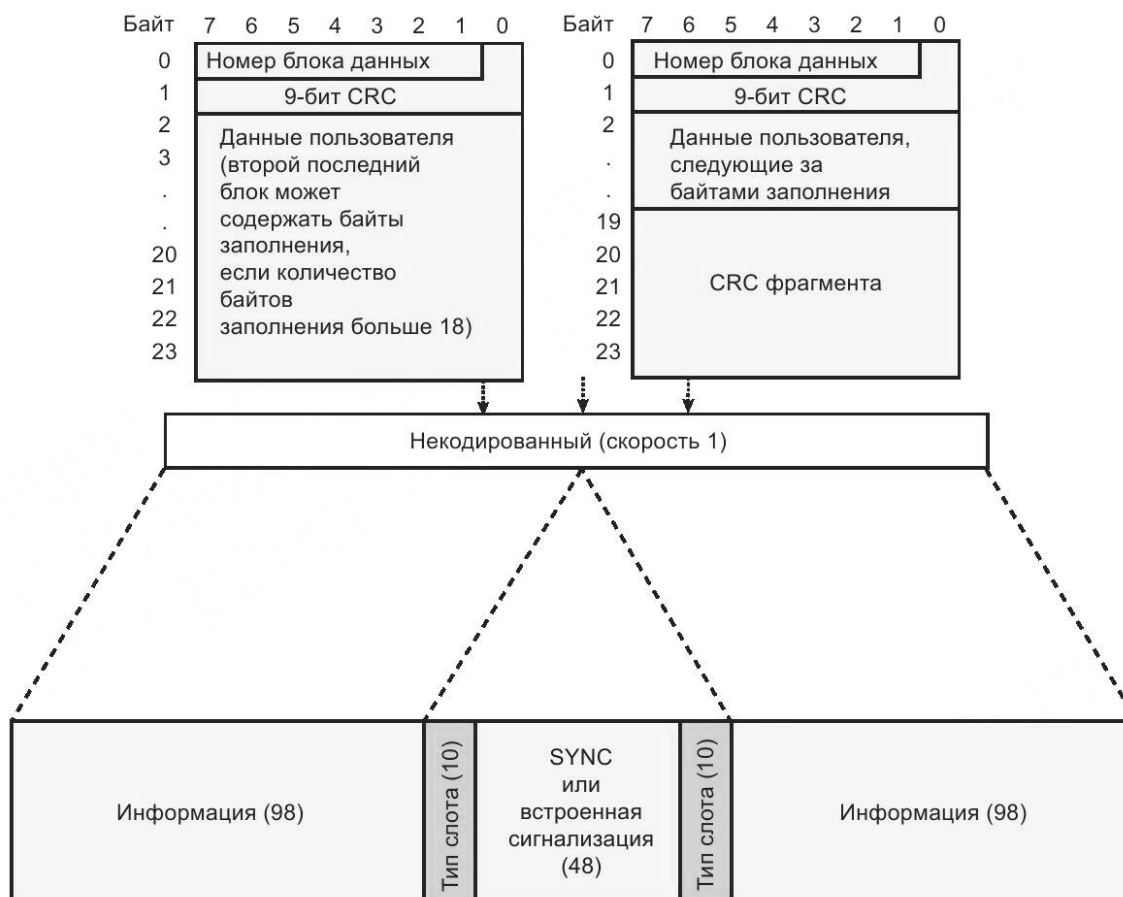 Байт 7 6 5 4 3 2 1 0
0 Номер блока данных
1 9-бит CRC
2 Данные пользователя
3 (второй последний
. блок может
. содержать байты
20 заполнения,
21 если количество
байтов
22 заполнения больше 18)
23
Байт 7 6 5 4 3 2 1 0
0 Номер блока данных
1 9-бит CRC
2 Данные пользователя,
. следующие за
. байтами заполнения
19
20
21 CRC фрагмента
22
23
Некодированный (скорость 1)
Информация (98)
Тип слота (10)
SYNC
или
встроенная
сигнализация
(48)
Тип слота (10)
Информация (98)